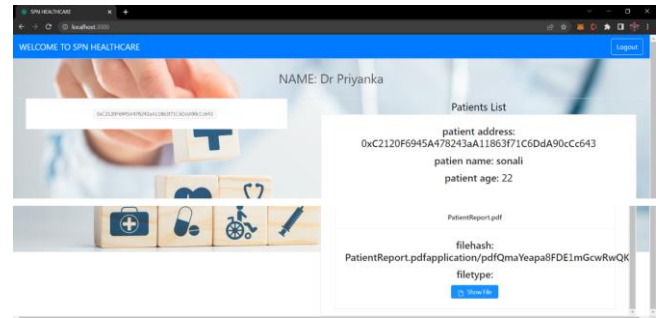 SPN HEALTHCARE
localhost:3000
WELCOME TO SPN HEALTHCARE
Logout
NAME: Dr Priyanka
0xC2120F6945A478243aA11863f71C6DdA90cCc643
Patients List
patient address:
0xC2120F6945A478243aA11863f71C6DdA90cCc643
patien name: sonali
patient age: 22
PatientReport.pdf
filehash:
PatientReport.pdfapplication/pdfQmaYeapa8FDE1mGcwRwQK
filetype:
Show File